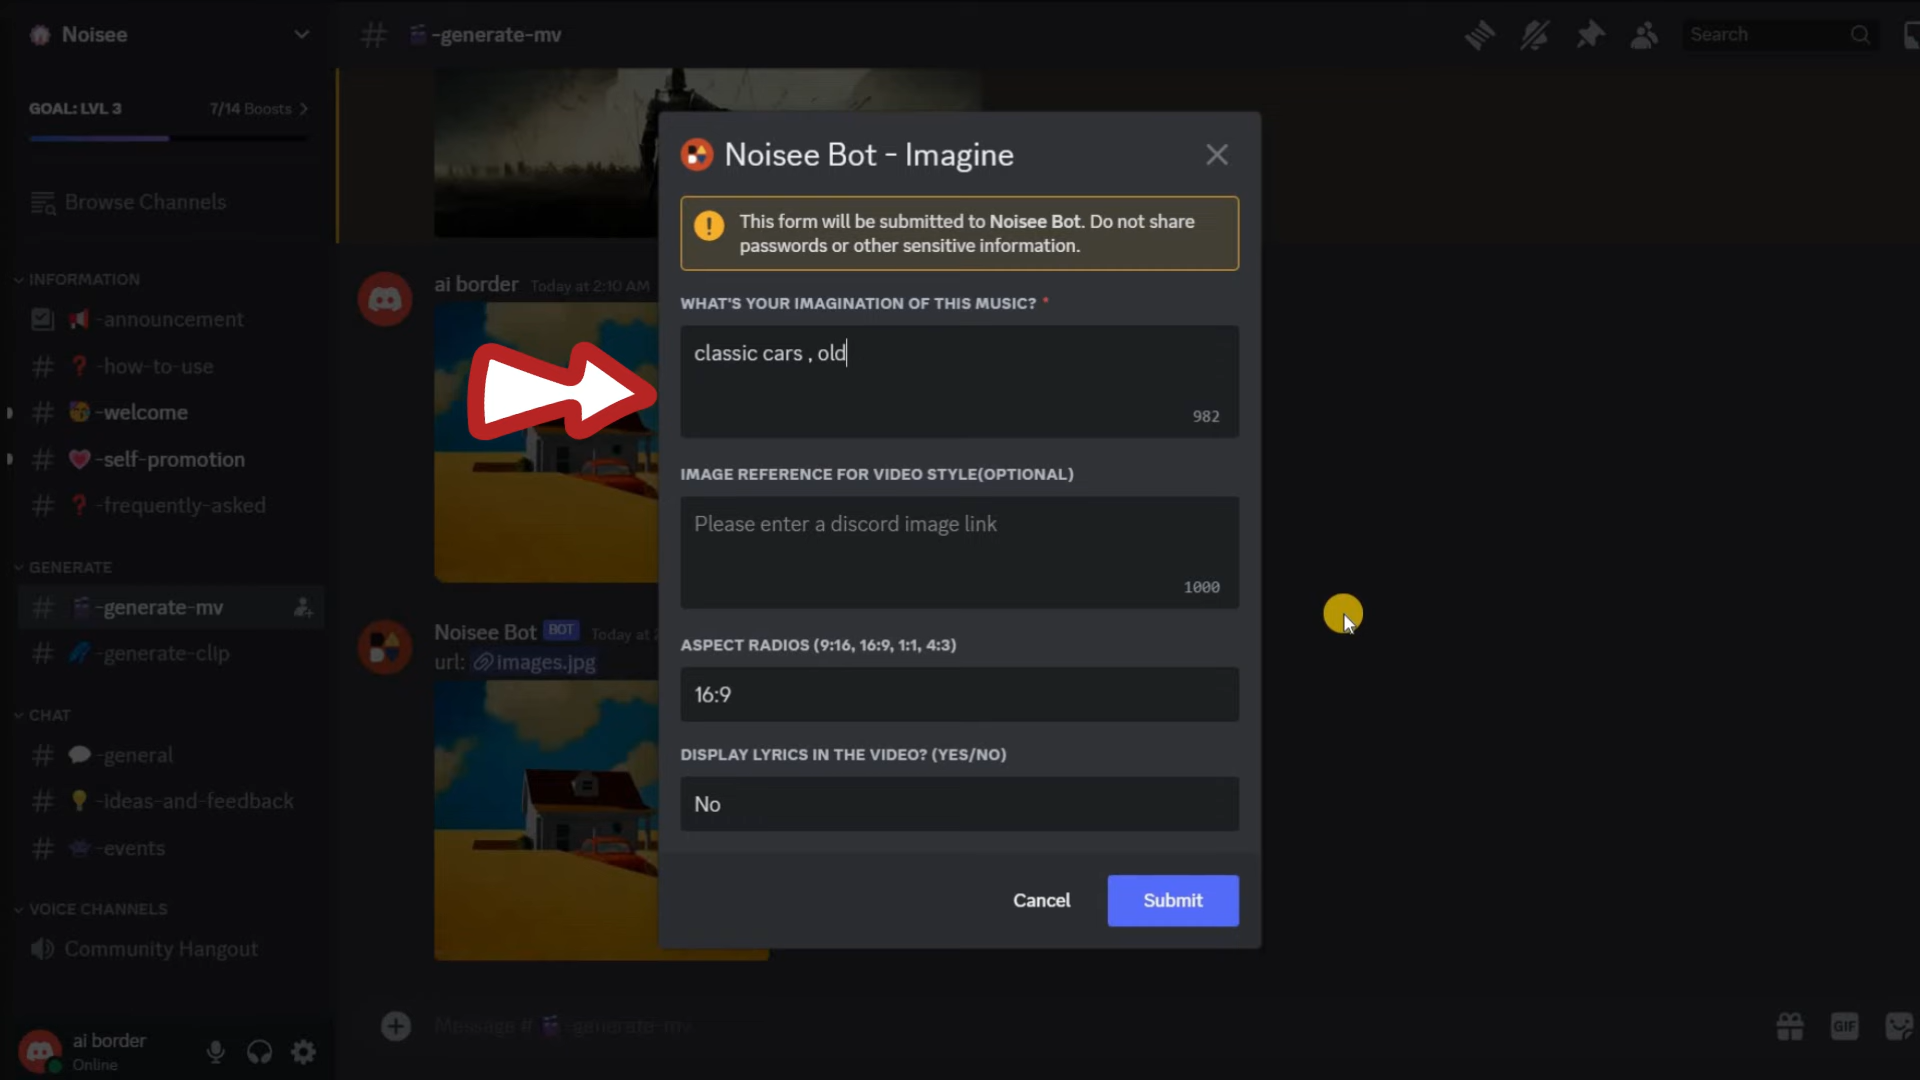 Noisee
-generate-mv
Search
GOAL: LVL 3
7/14 Boosts
Browse Channels
INFORMATION
-announcement
-how-to-use
-welcome
-self-promotion
-frequently-asked
GENERATE
-generate-mv
-generate-clip
CHAT
-general
-ideas-and-feedback
-events
VOICE CHANNELS
Community Hangout
ai border
Online
ai border Today at 2:10 AM
Noisee Bot BOT Today at
url: images.jpg
Message # -generate-mv
GIF
Noisee Bot - Imagine
This form will be submitted to Noisee Bot. Do not share
passwords or other sensitive information.
WHAT'S YOUR IMAGINATION OF THIS MUSIC? *
classic cars , old
982
IMAGE REFERENCE FOR VIDEO STYLE(OPTIONAL)
Please enter a discord image link
1000
ASPECT RADIOS (9:16, 16:9, 1:1, 4:3)
16:9
DISPLAY LYRICS IN THE VIDEO? (YES/NO)
No
Cancel
Submit